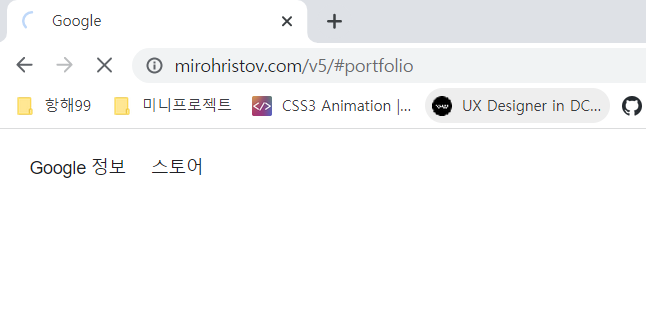 Google
mirohristov.com/v5/#portfolio
항해99 미니프로젝트 CSS3 Animation |... UX Designer in DC...
Google 정보 스토어